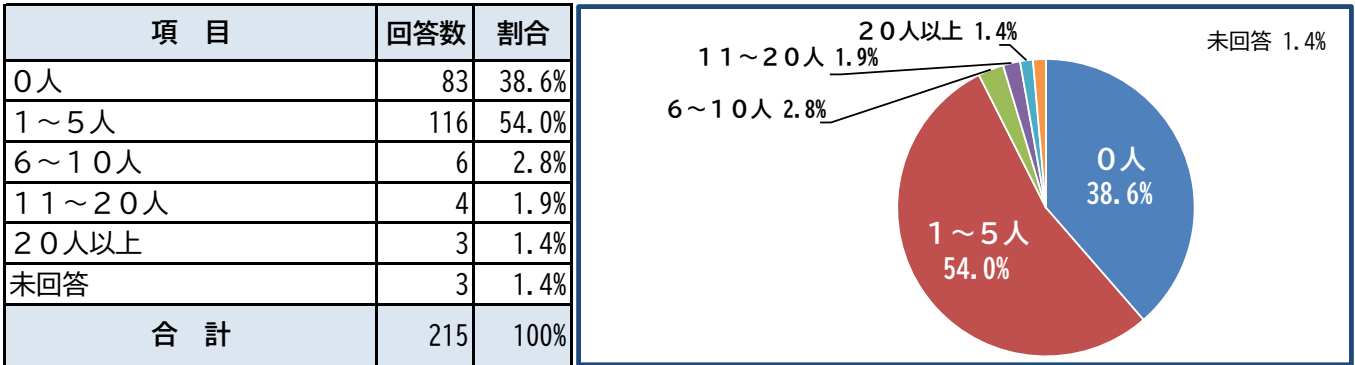 項　目 回答数 割合
０人 83 38.6%
１～５人 116 54.0%
６～１０人 6 2.8%
１１～２０人 4 1.9%
２０人以上 3 1.4%
未回答 3 1.4%
合　計 215 100%
２０人以上 1.4%
未回答 1.4%
１１～２０人 1.9%
６～１０人 2.8%
０人
38.6%
１～５人
54.0%